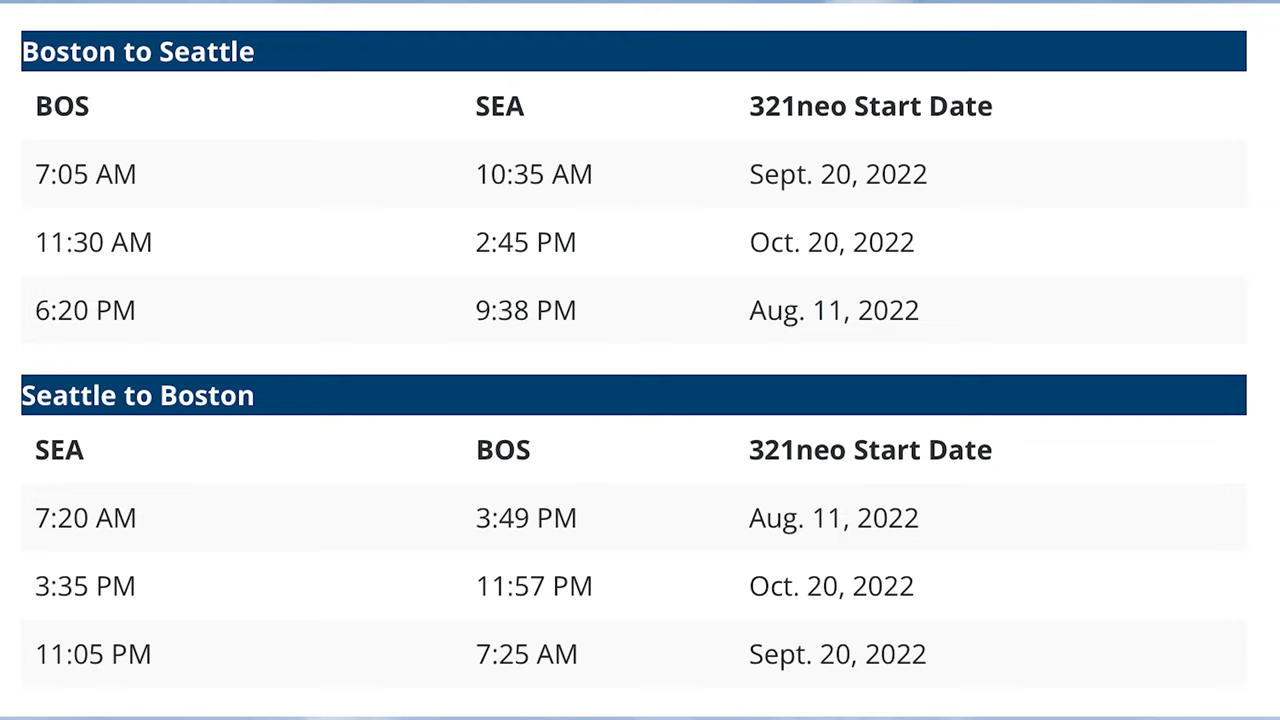 Boston to Seattle
BOS SEA 321neo Start Date
7:05 AM 10:35 AM Sept. 20, 2022
11:30 AM 2:45 PM Oct. 20, 2022
6:20 PM 9:38 PM Aug. 11, 2022
Seattle to Boston
SEA BOS 321neo Start Date
7:20 AM 3:49 PM Aug. 11, 2022
3:35 PM 11:57 PM Oct. 20, 2022
11:05 PM 7:25 AM Sept. 20, 2022